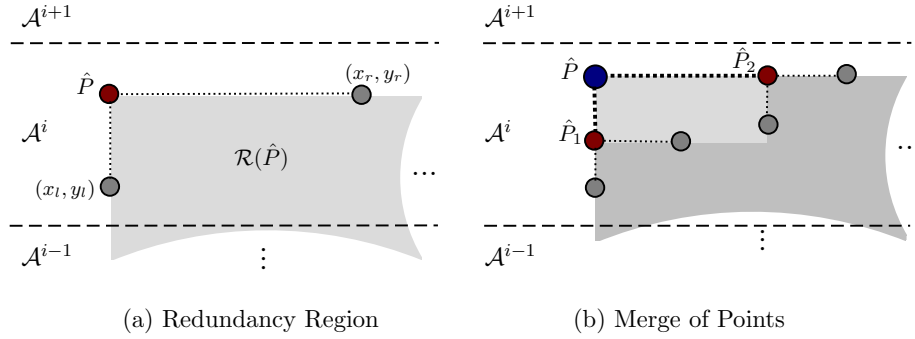 𝒜^{i+1}
P̂
(x_r, y_r)
𝒜^i
ℛ(P̂)
(x_l, y_l)
...
𝒜^{i−1}
⋮
(a) Redundancy Region
𝒜^{i+1}
P̂
P̂_2
𝒜^i
P̂_1
...
𝒜^{i−1}
⋮
(b) Merge of Points